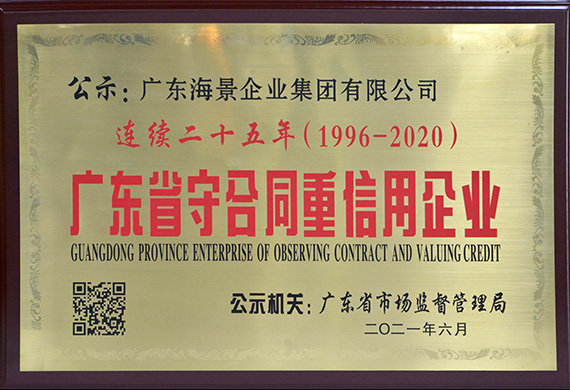 公示：广东海景企业集团有限公司
连续二十五年(1996-2020)
广东省守合同重信用企业
GUANGDONG PROVINCE ENTERPRISE OF OBSERVING CONTRACT AND VALUING CREDIT
公示机关：广东省市场监督管理局
二〇二一年六月